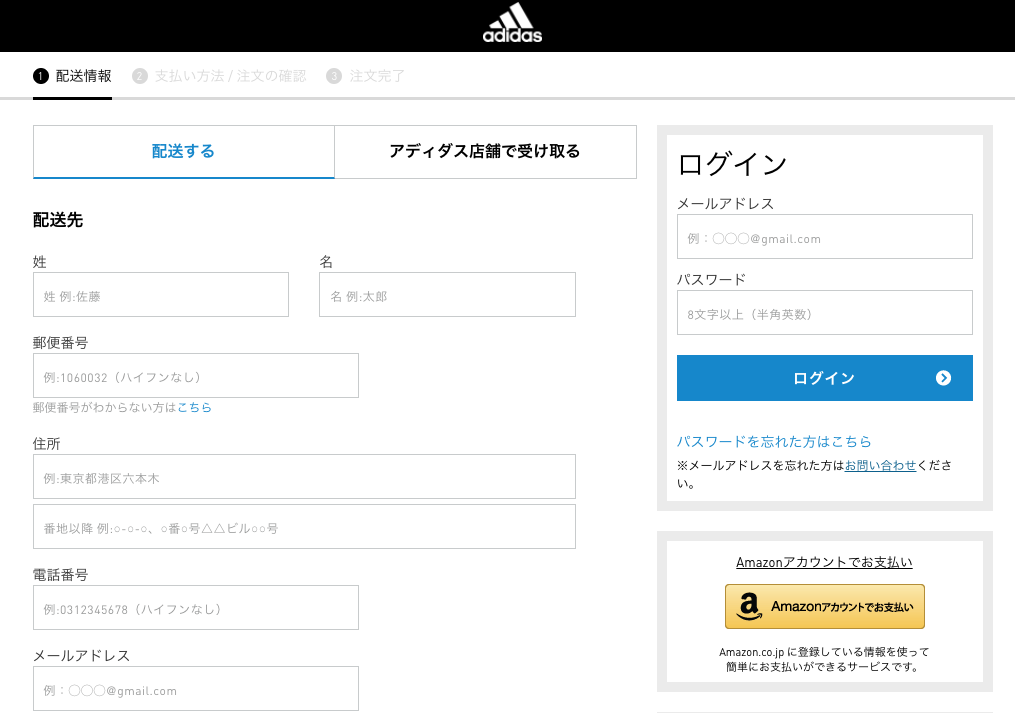 adidas
1 配送情報 2 支払い方法 / 注文の確認 3 注文完了
配送する アディダス店舗で受け取る
配送先
姓 名
姓 例:佐藤 名 例:太郎
郵便番号
例:1060032（ハイフンなし）
郵便番号がわからない方はこちら
住所
例:東京都港区六本木
番地以降 例:○-○-○、○番○号△△ビル○○号
電話番号
例:0312345678（ハイフンなし）
メールアドレス
例：◯◯◯@gmail.com
ログイン
メールアドレス
例：◯◯◯@gmail.com
パスワード
8文字以上（半角英数）
ログイン
パスワードを忘れた方はこちら
※メールアドレスを忘れた方はお問い合わせくださ
い。
Amazonアカウントでお支払い
a Amazonアカウントでお支払い
Amazon.co.jp に登録している情報を使って
簡単にお支払いができるサービスです。